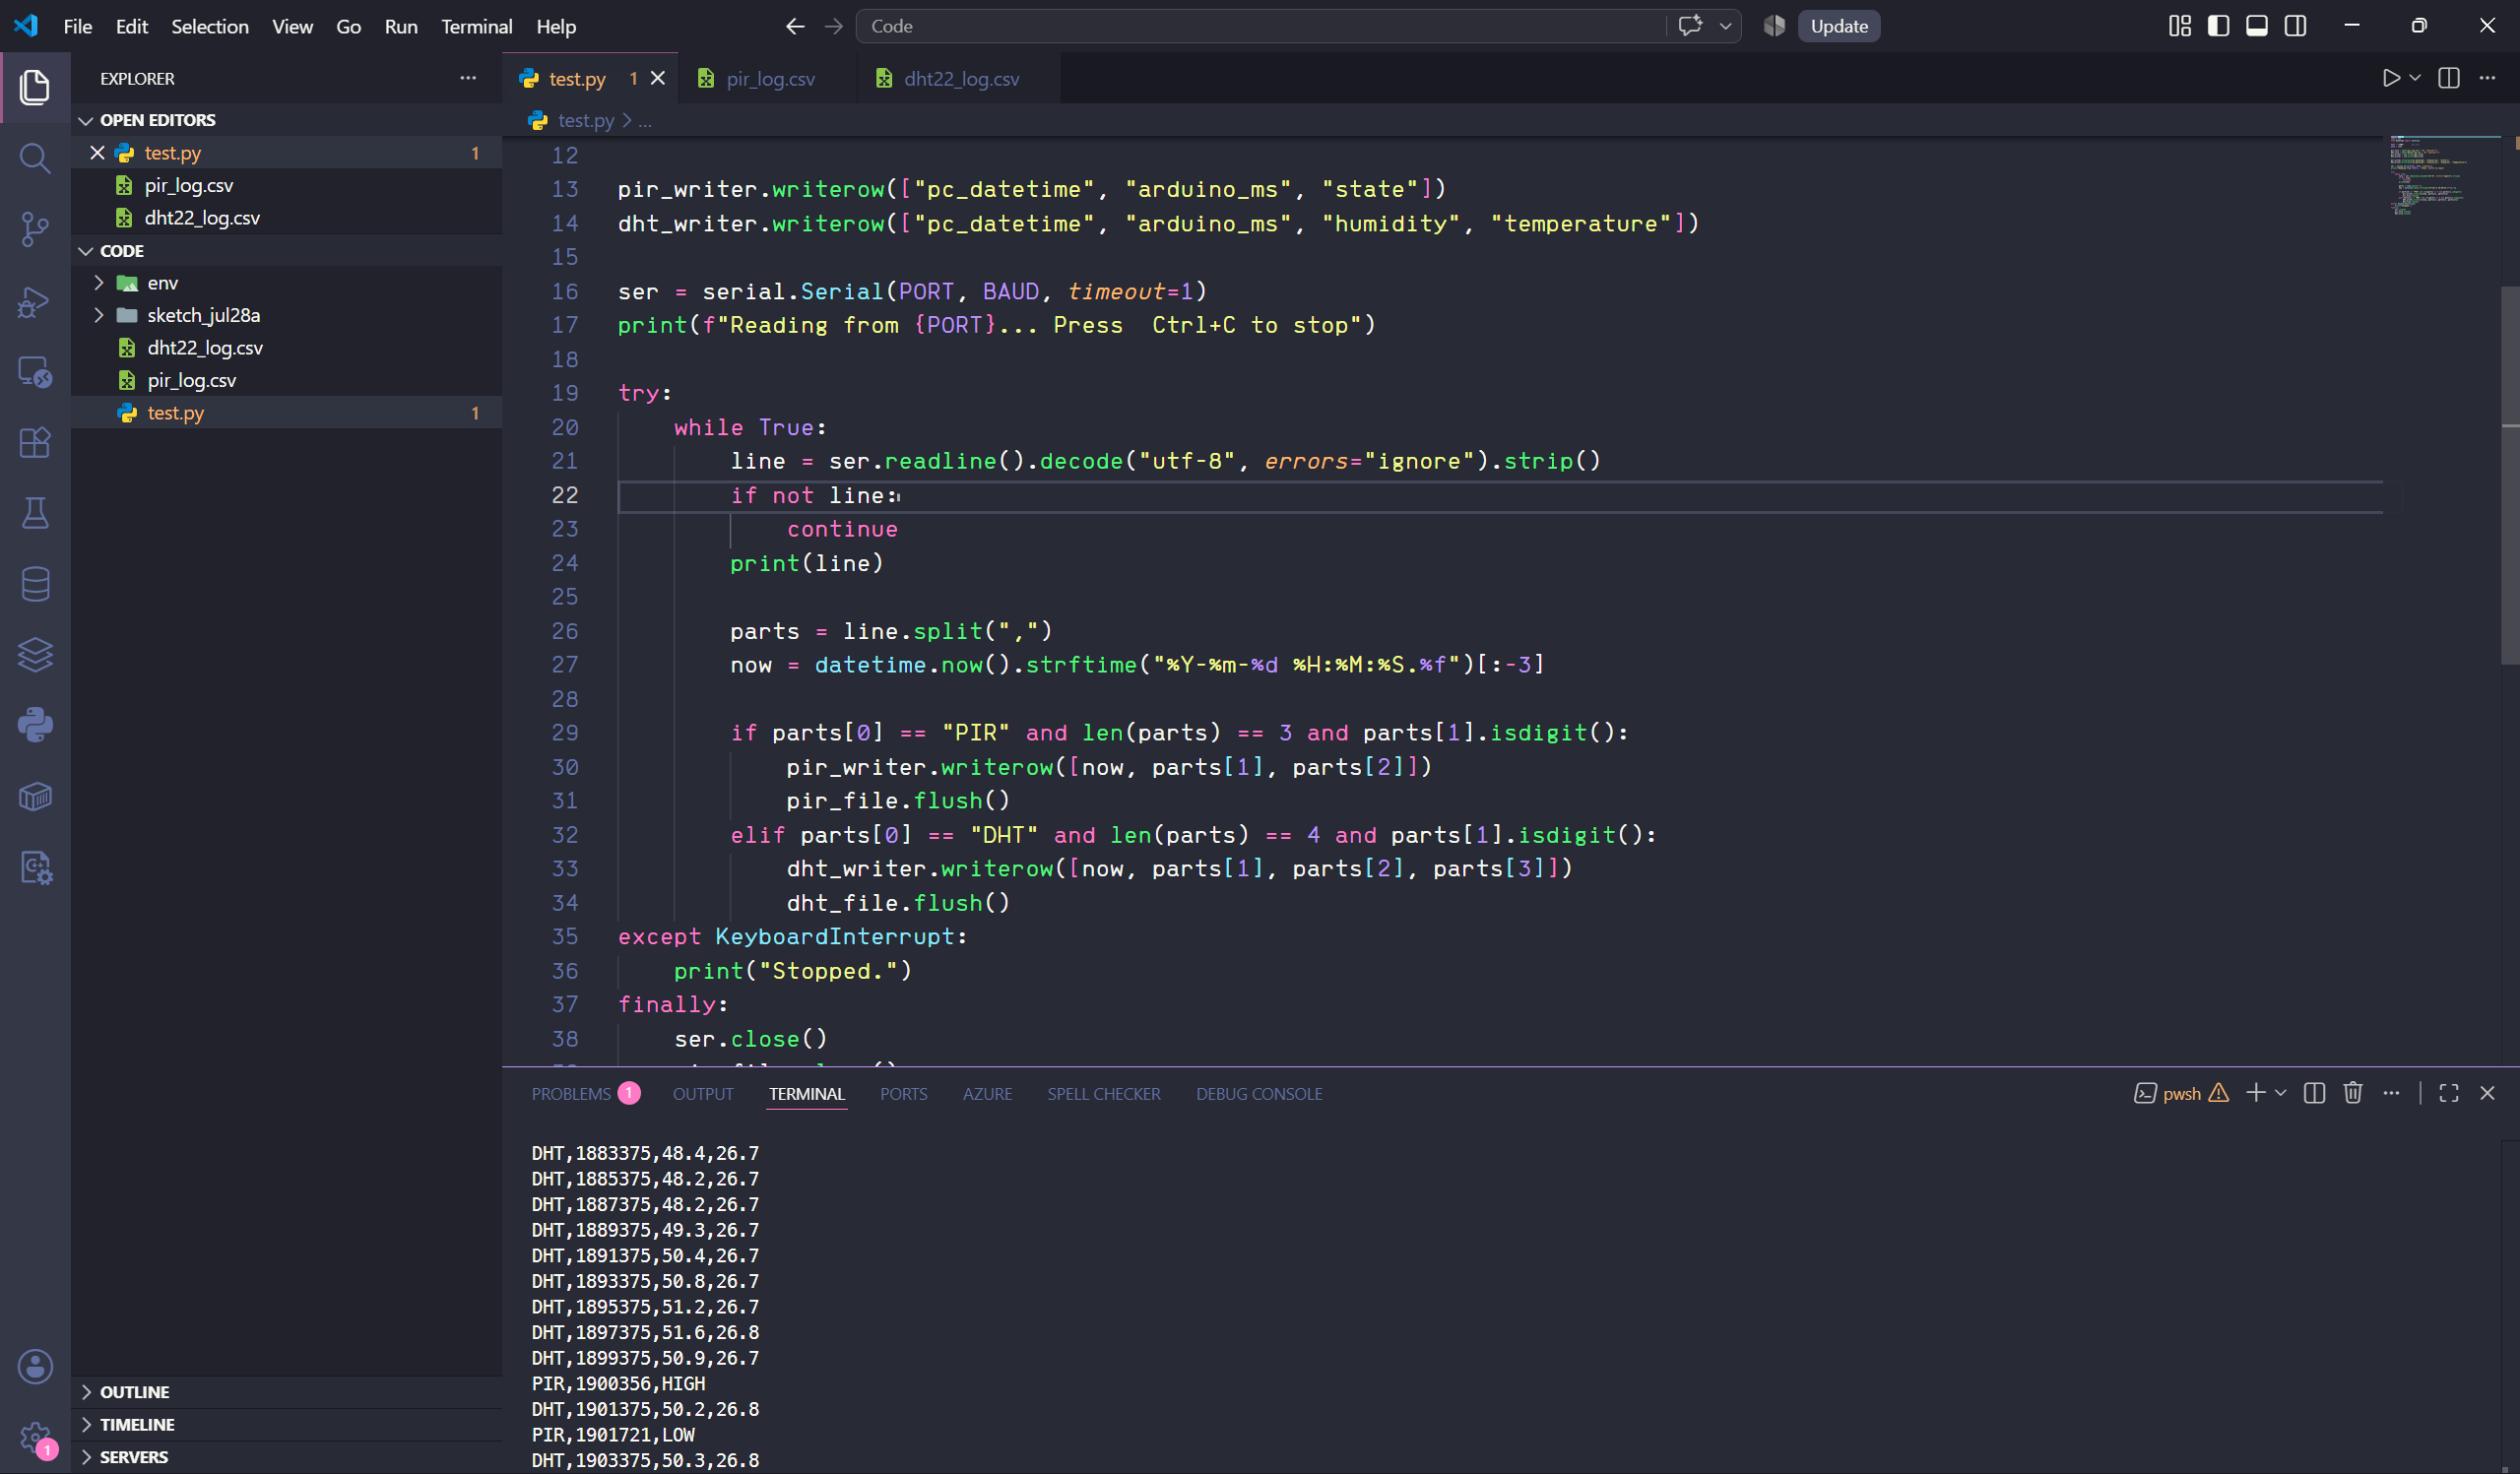 File Edit Selection View Go Run Terminal Help
Code
Update
EXPLORER
OPEN EDITORS
test.py 1
pir_log.csv
dht22_log.csv
CODE
env
sketch_jul28a
dht22_log.csv
pir_log.csv
test.py 1
OUTLINE
TIMELINE
SERVERS
1
test.py 1 pir_log.csv dht22_log.csv
test.py > ...
12
13 pir_writer.writerow(["pc_datetime", "arduino_ms", "state"])
14 dht_writer.writerow(["pc_datetime", "arduino_ms", "humidity", "temperature"])
15
16 ser = serial.Serial(PORT, BAUD, timeout=1)
17 print(f"Reading from {PORT}... Press  Ctrl+C to stop")
18
19 try:
20     while True:
21         line = ser.readline().decode("utf-8", errors="ignore").strip()
22         if not line:
23             continue
24         print(line)
25
26         parts = line.split(",")
27         now = datetime.now().strftime("%Y-%m-%d %H:%M:%S.%f")[:-3]
28
29         if parts[0] == "PIR" and len(parts) == 3 and parts[1].isdigit():
30             pir_writer.writerow([now, parts[1], parts[2]])
31             pir_file.flush()
32         elif parts[0] == "DHT" and len(parts) == 4 and parts[1].isdigit():
33             dht_writer.writerow([now, parts[1], parts[2], parts[3]])
34             dht_file.flush()
35 except KeyboardInterrupt:
36     print("Stopped.")
37 finally:
38     ser.close()
PROBLEMS 1 OUTPUT TERMINAL PORTS AZURE SPELL CHECKER DEBUG CONSOLE
pwsh
DHT,1883375,48.4,26.7
DHT,1885375,48.2,26.7
DHT,1887375,48.2,26.7
DHT,1889375,49.3,26.7
DHT,1891375,50.4,26.7
DHT,1893375,50.8,26.7
DHT,1895375,51.2,26.7
DHT,1897375,51.6,26.8
DHT,1899375,50.9,26.7
PIR,1900356,HIGH
DHT,1901375,50.2,26.8
PIR,1901721,LOW
DHT,1903375,50.3,26.8